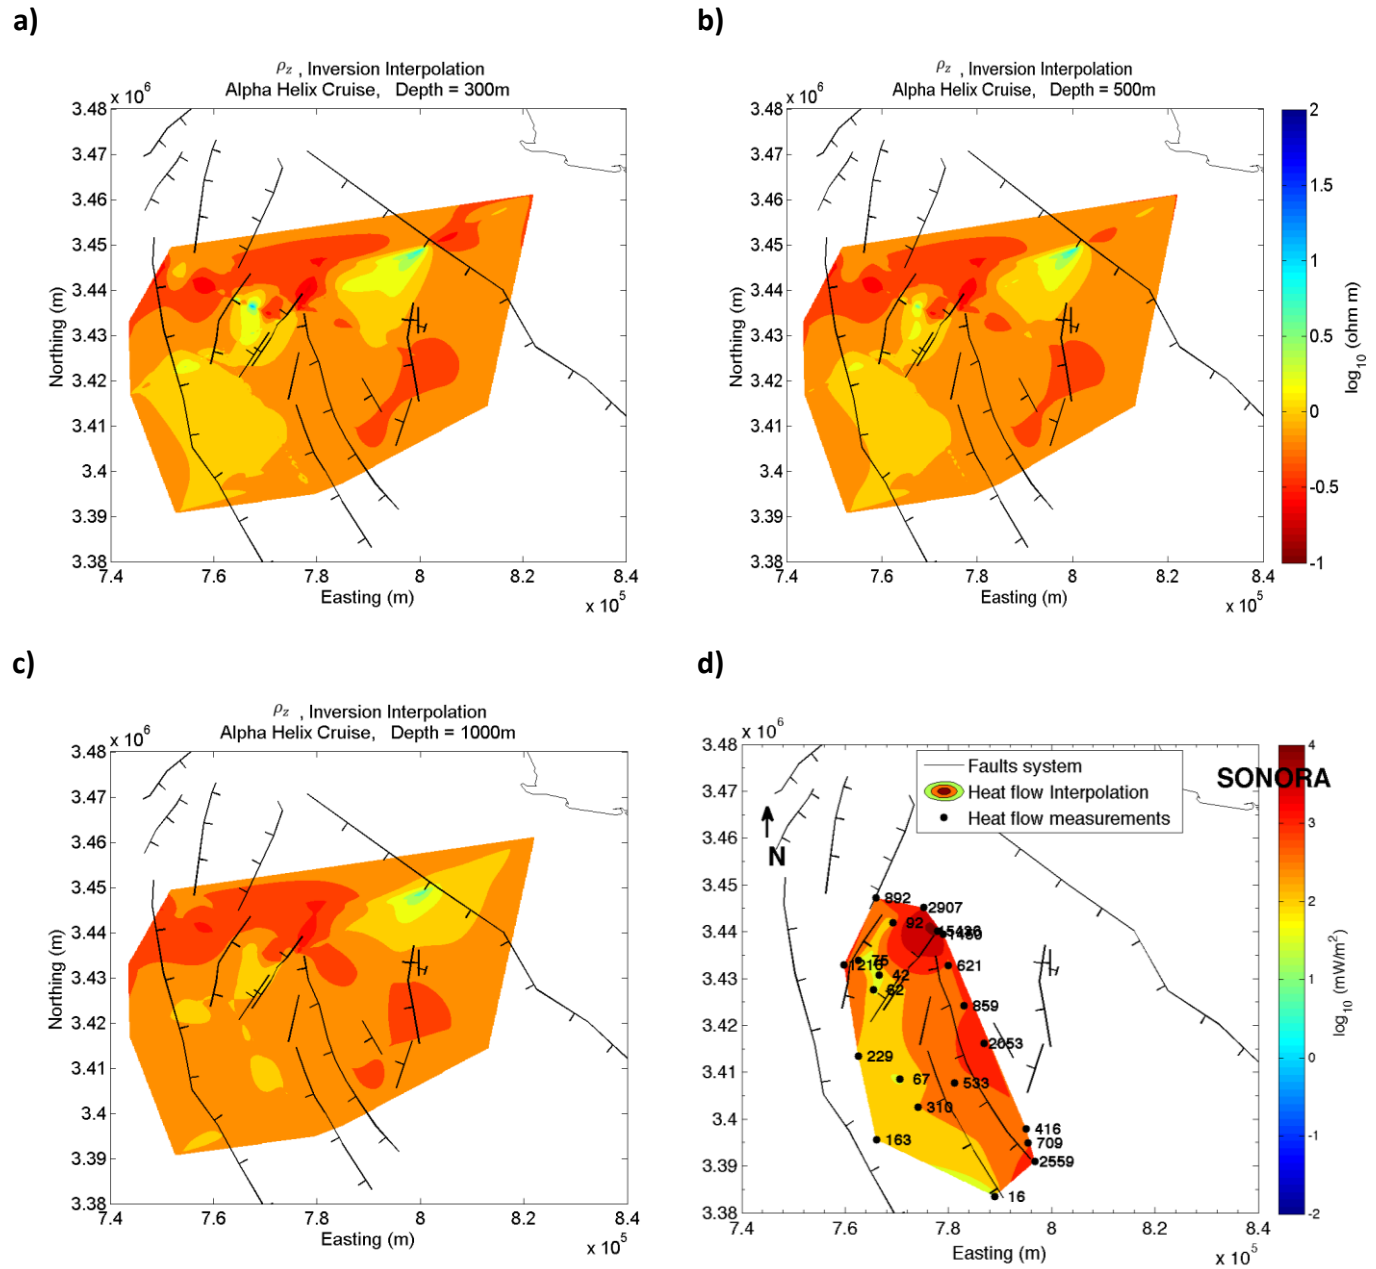 a)
ρz , Inversion Interpolation
Alpha Helix Cruise, Depth = 300m
x 10^6
3.48
3.47
3.46
3.45
3.44
3.43
3.42
3.41
3.4
3.39
3.38
Northing (m)
7.4 7.6 7.8 8 8.2 8.4
Easting (m)
x 10^5
b)
ρz , Inversion Interpolation
Alpha Helix Cruise, Depth = 500m
x 10^6
3.48
3.47
3.46
3.45
3.44
3.43
3.42
3.41
3.4
3.39
3.38
Northing (m)
7.4 7.6 7.8 8 8.2 8.4
Easting (m)
x 10^5
2
1.5
1
0.5
0
-0.5
-1
log10 (ohm m)
c)
ρz , Inversion Interpolation
Alpha Helix Cruise, Depth = 1000m
x 10^6
3.48
3.47
3.46
3.45
3.44
3.43
3.42
3.41
3.4
3.39
3.38
Northing (m)
7.4 7.6 7.8 8 8.2 8.4
Easting (m)
x 10^5
d)
x 10^6
3.48
3.47
3.46
3.45
3.44
3.43
3.42
3.41
3.4
3.39
3.38
Northing (m)
Faults system
Heat flow Interpolation
Heat flow measurements
SONORA
N
892
2907
92
621
42
859
2053
229
67
533
310
416
163
709
2559
16
7.4 7.6 7.8 8 8.2 8.4
Easting (m)
x 10^5
4
3
2
1
0
-1
-2
log10 (mW/m²)